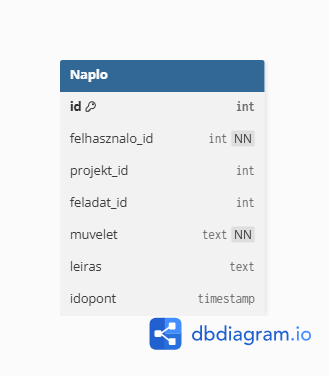 Naplo
id int
felhasznalo_id int NN
projekt_id int
feladat_id int
muvelet text NN
leiras text
idopont timestamp
dbdiagram.io